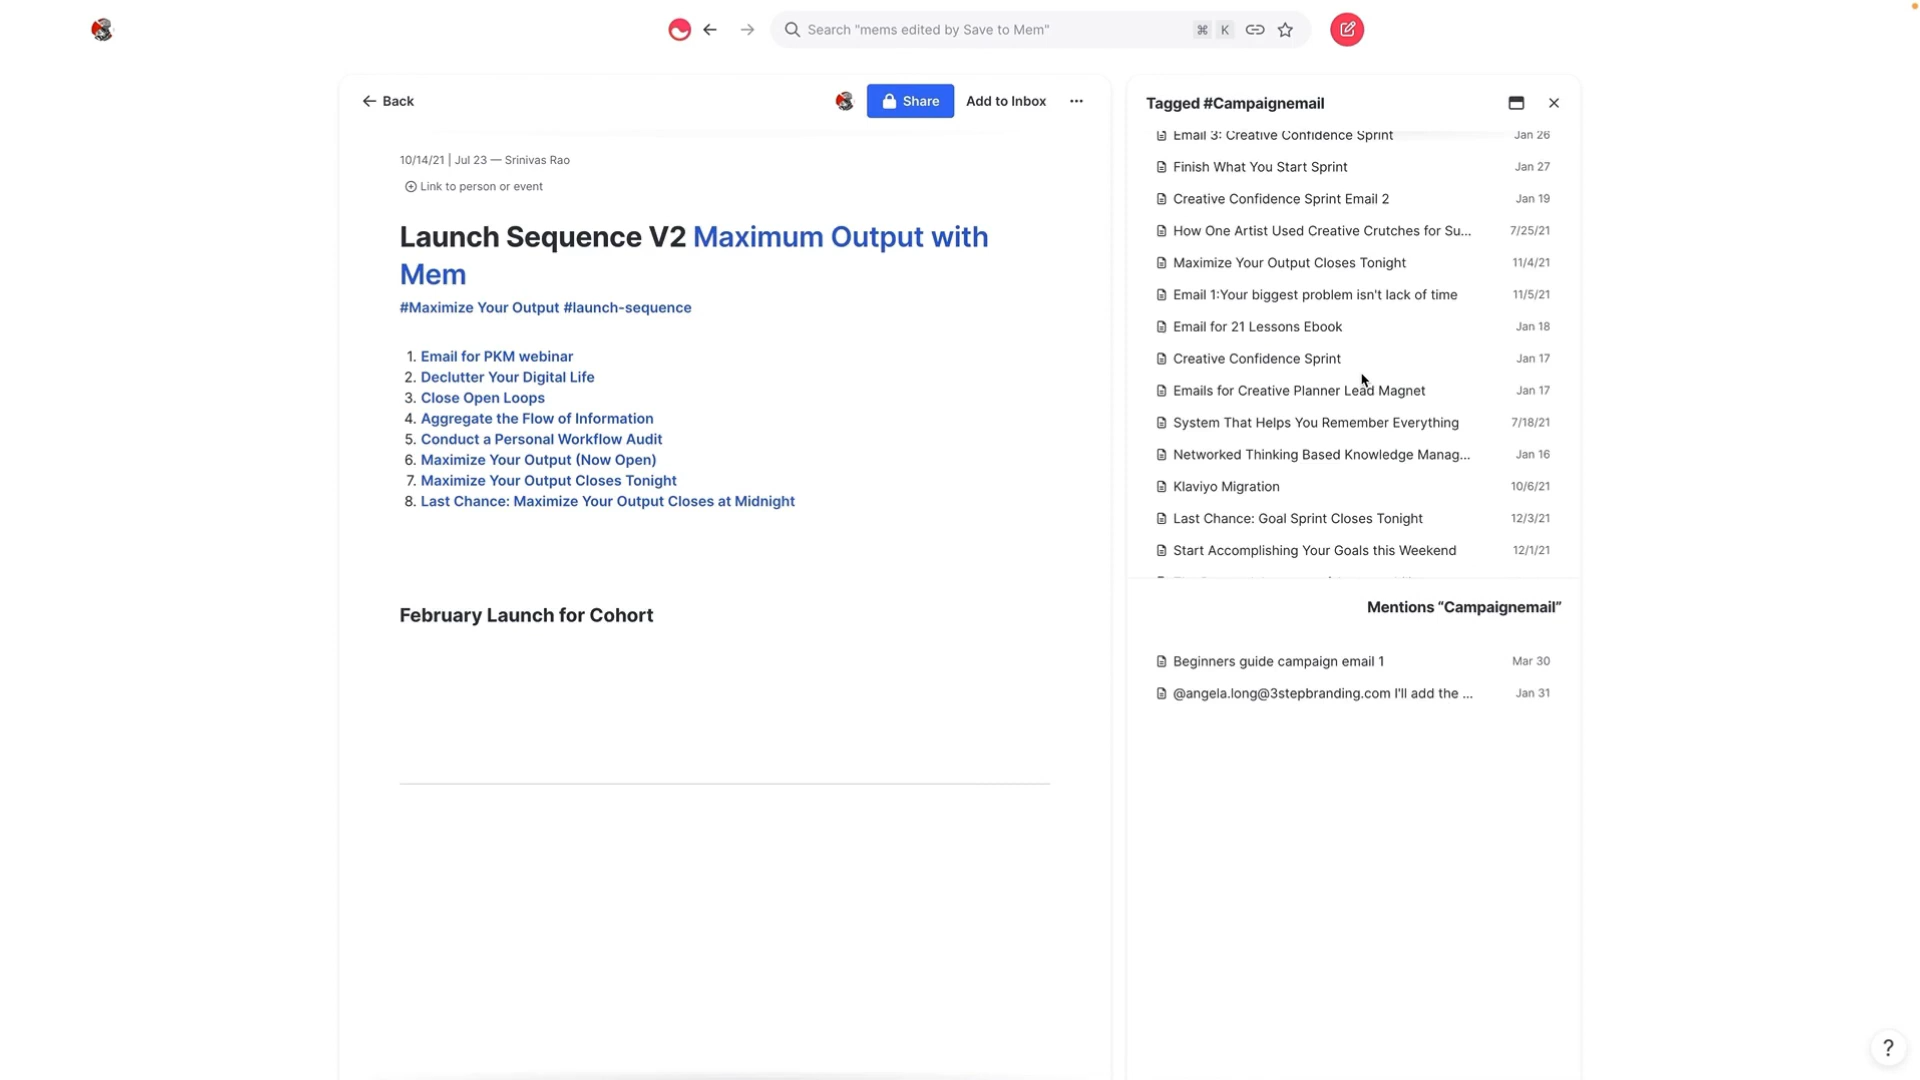 Search "mems edited by Save to Mem"
⌘ K
Back
Share
Add to Inbox
10/14/21 | Jul 23 — Srinivas Rao
Link to person or event
Launch Sequence V2 Maximum Output with
Mem
#Maximize Your Output #launch-sequence
1. Email for PKM webinar
2. Declutter Your Digital Life
3. Close Open Loops
4. Aggregate the Flow of Information
5. Conduct a Personal Workflow Audit
6. Maximize Your Output (Now Open)
7. Maximize Your Output Closes Tonight
8. Last Chance: Maximize Your Output Closes at Midnight
February Launch for Cohort
Tagged #Campaignemail
Email 3: Creative Confidence Sprint Jan 26
Finish What You Start Sprint Jan 27
Creative Confidence Sprint Email 2 Jan 19
How One Artist Used Creative Crutches for Su... 7/25/21
Maximize Your Output Closes Tonight 11/4/21
Email 1:Your biggest problem isn't lack of time 11/5/21
Email for 21 Lessons Ebook Jan 18
Creative Confidence Sprint Jan 17
Emails for Creative Planner Lead Magnet Jan 17
System That Helps You Remember Everything 7/18/21
Networked Thinking Based Knowledge Manag... Jan 16
Klaviyo Migration 10/6/21
Last Chance: Goal Sprint Closes Tonight 12/3/21
Start Accomplishing Your Goals this Weekend 12/1/21
Mentions “Campaignemail”
Beginners guide campaign email 1 Mar 30
@angela.long@3stepbranding.com I'll add the ... Jan 31
?